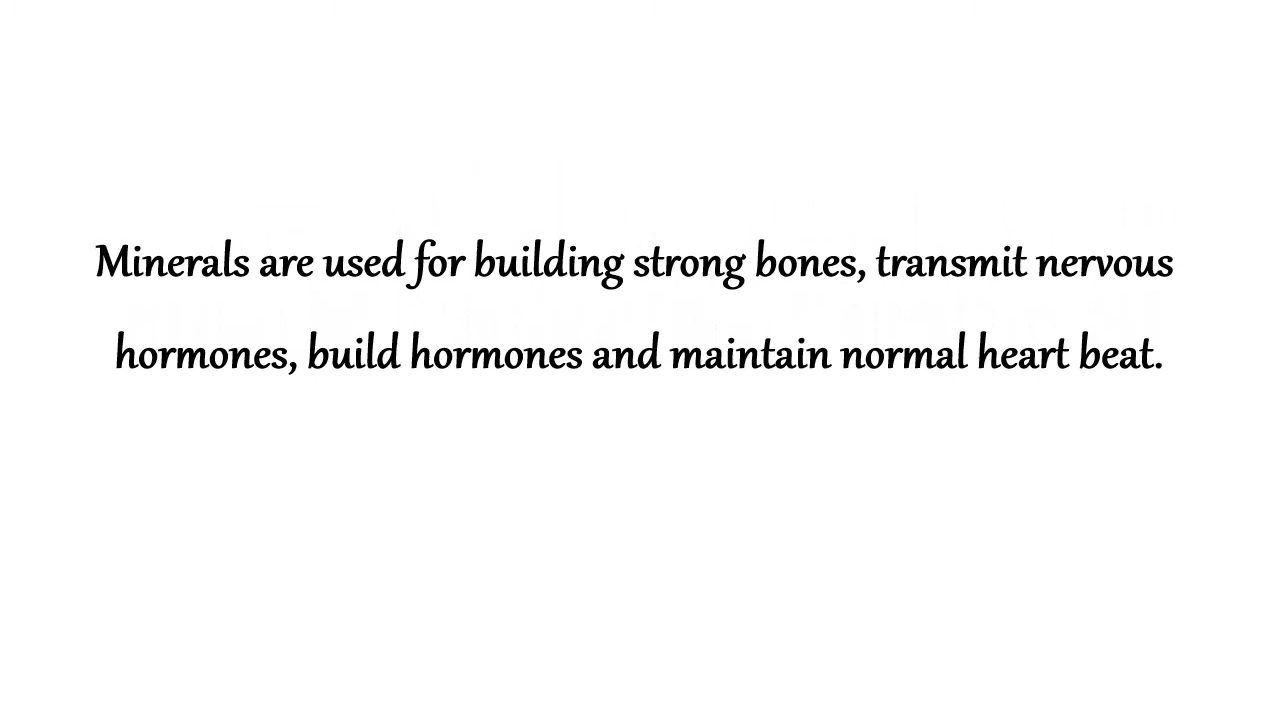 Minerals are used for building strong bones, transmit nervous
hormones, build hormones and maintain normal heart beat.